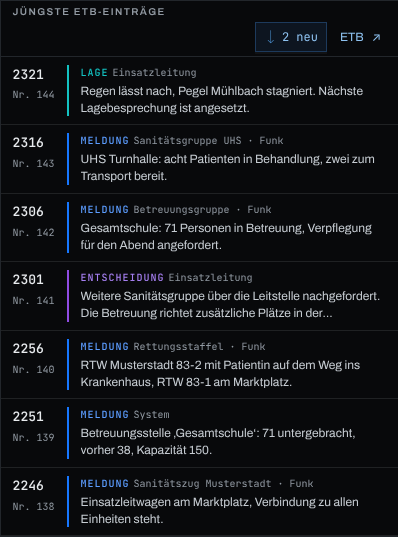 JÜNGSTE ETB-EINTRÄGE
↓ 2 neu ETB ↗
2321 LAGE Einsatzleitung
Nr. 144 Regen lässt nach, Pegel Mühlbach stagniert. Nächste
Lagebesprechung ist angesetzt.
2316 MELDUNG Sanitätsgruppe UHS · Funk
Nr. 143 UHS Turnhalle: acht Patienten in Behandlung, zwei zum
Transport bereit.
2306 MELDUNG Betreuungsgruppe · Funk
Nr. 142 Gesamtschule: 71 Personen in Betreuung, Verpflegung
für den Abend angefordert.
2301 ENTSCHEIDUNG Einsatzleitung
Nr. 141 Weitere Sanitätsgruppe über die Leitstelle nachgefordert.
Die Betreuung richtet zusätzliche Plätze in der...
2256 MELDUNG Rettungsstaffel · Funk
Nr. 140 RTW Musterstadt 83-2 mit Patientin auf dem Weg ins
Krankenhaus, RTW 83-1 am Marktplatz.
2251 MELDUNG System
Nr. 139 Betreuungsstelle ‚Gesamtschule‘: 71 untergebracht,
vorher 38, Kapazität 150.
2246 MELDUNG Sanitätszug Musterstadt · Funk
Nr. 138 Einsatzleitwagen am Marktplatz, Verbindung zu allen
Einheiten steht.